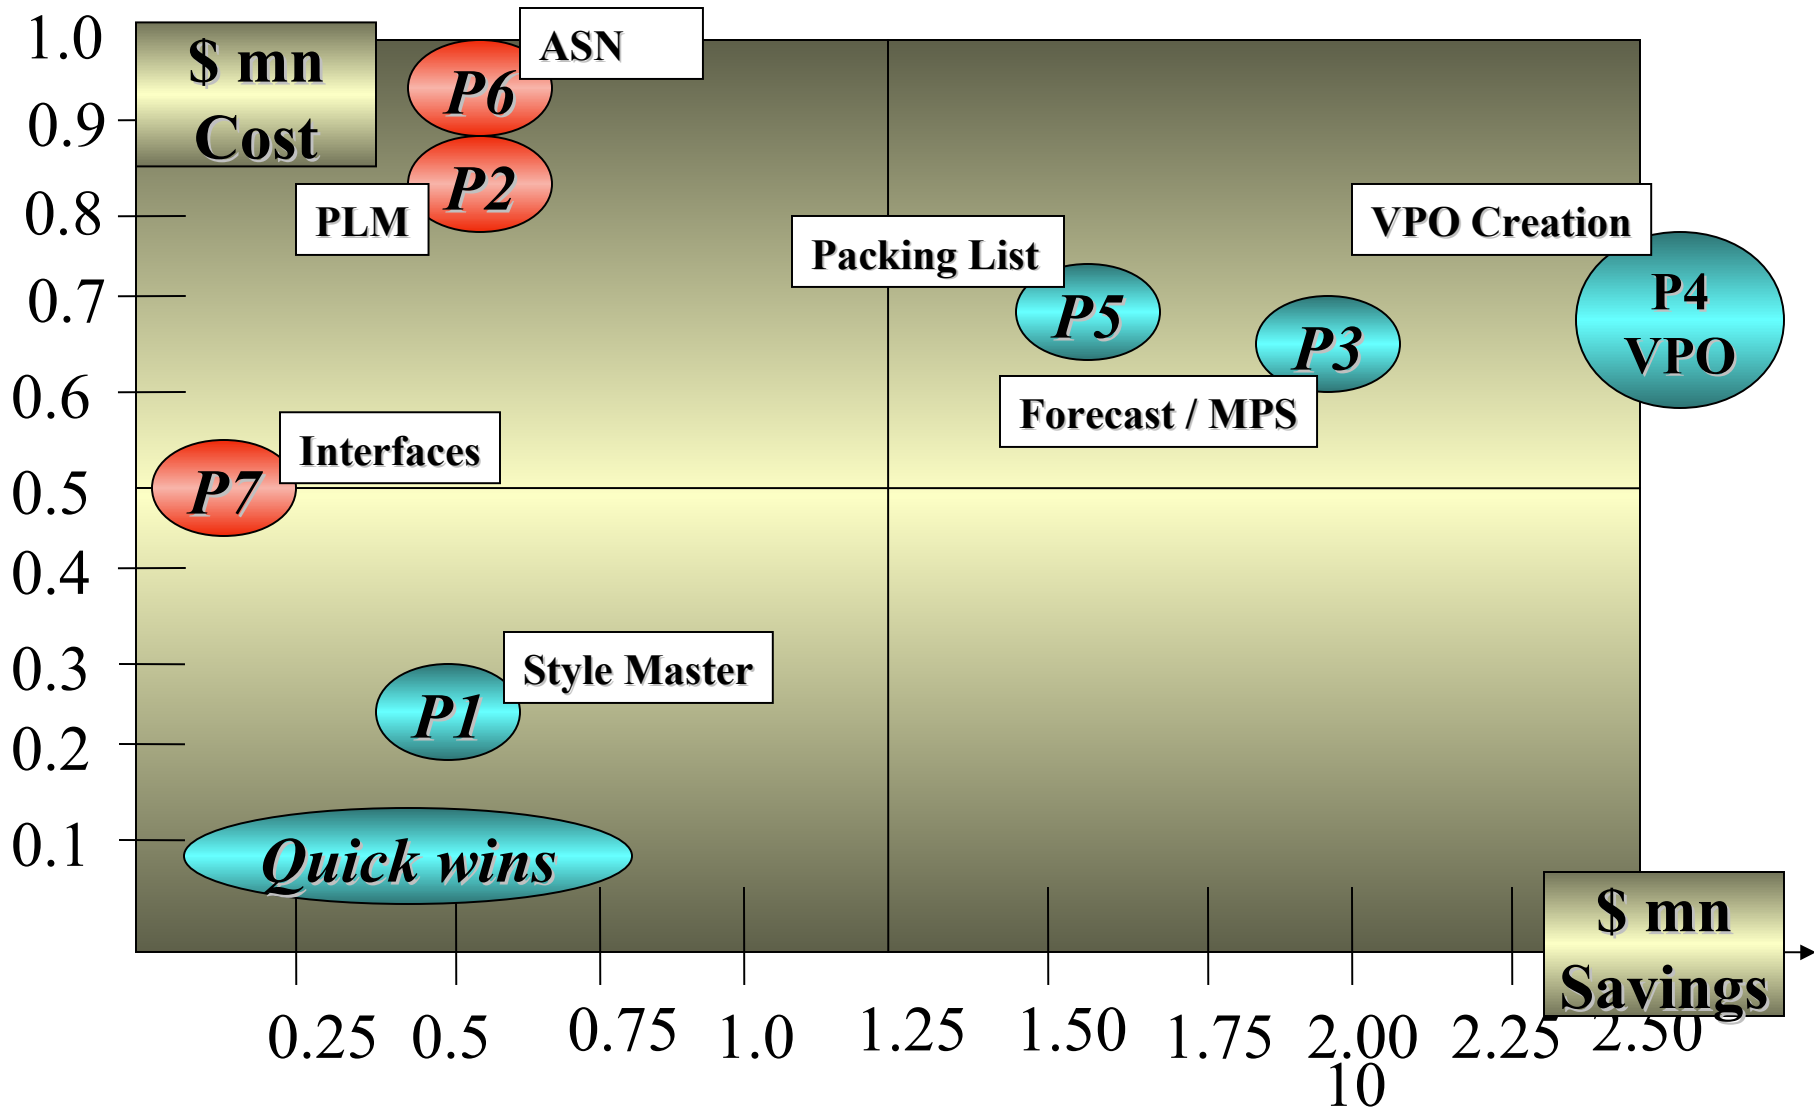 1.0
$ mn
Cost
P6
ASN
0.9
P2
PLM
0.8
Packing List
VPO Creation
0.7
P5
P3
P4
VPO
0.6
Forecast / MPS
Interfaces
P7
0.5
0.4
0.3
Style Master
P1
0.2
0.1
Quick wins
$ mn
Savings
0.25 0.5 0.75 1.0 1.25 1.50 1.75 2.00 2.25 2.50
10